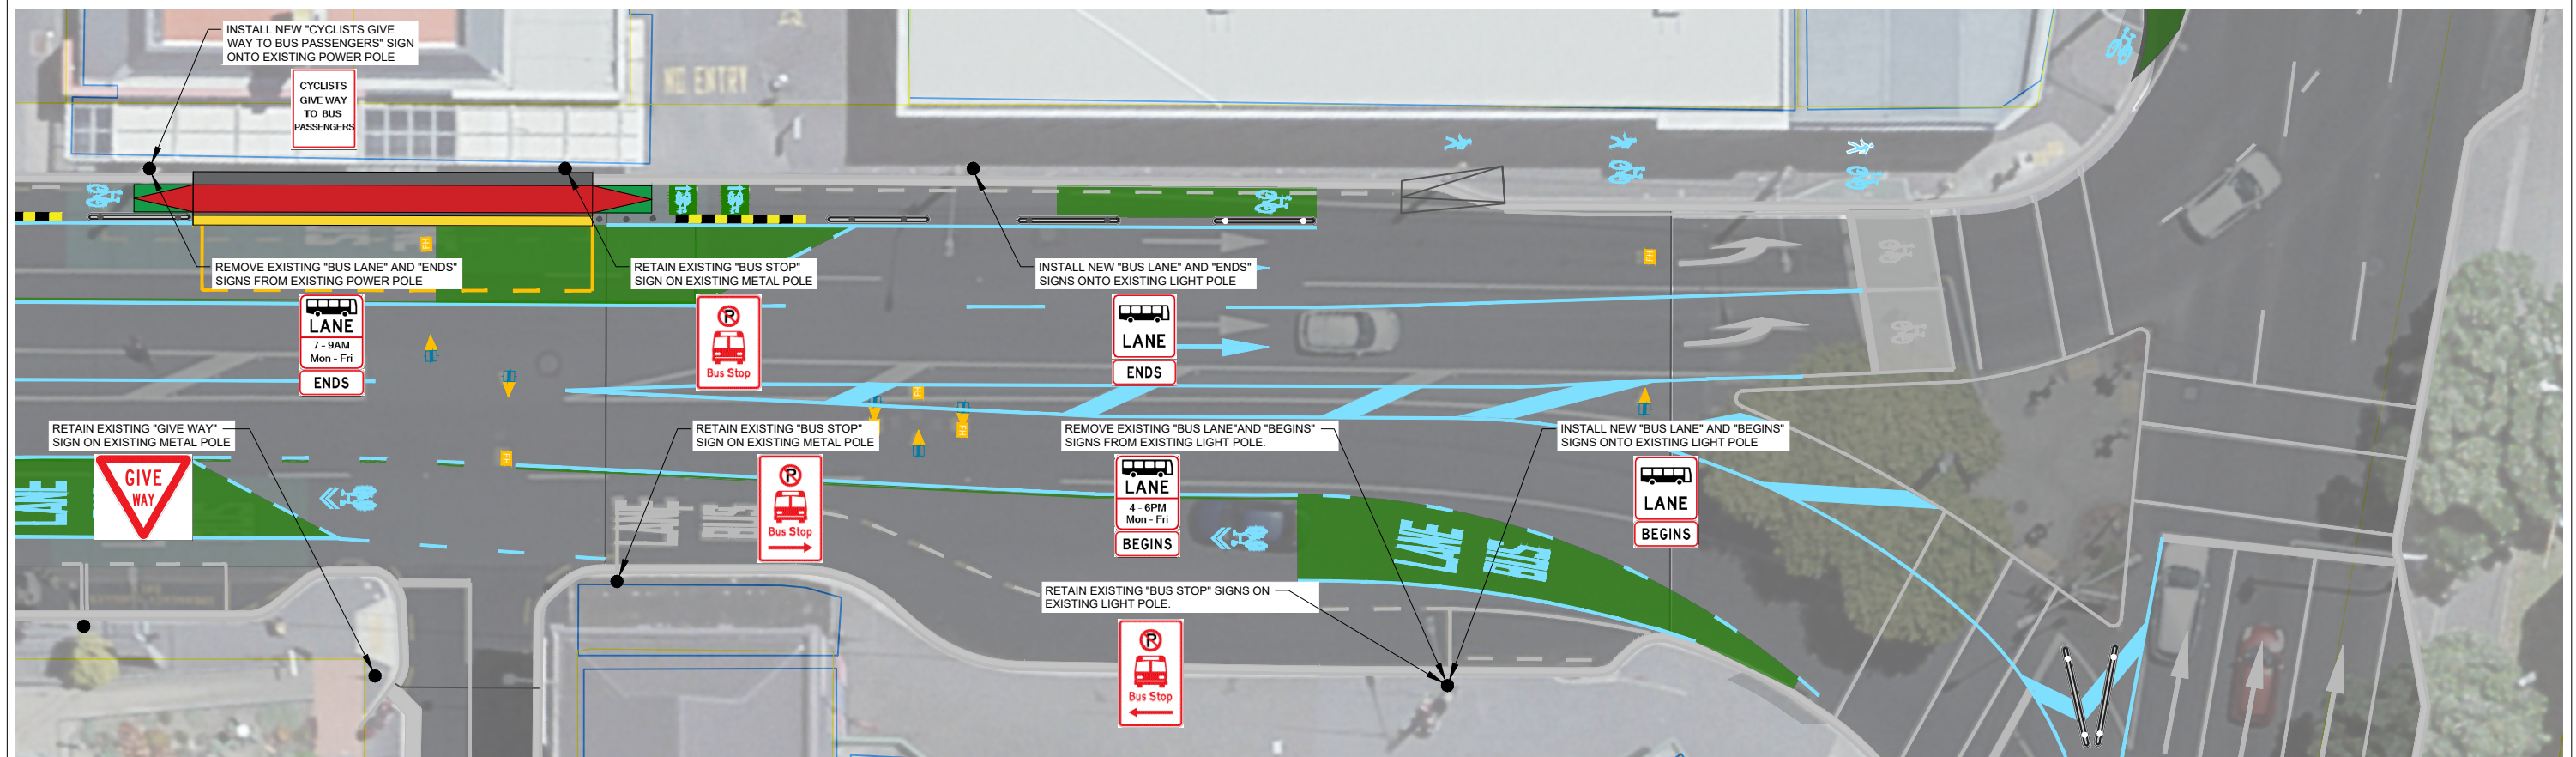 INSTALL NEW "CYCLISTS GIVE
WAY TO BUS PASSENGERS" SIGN
ONTO EXISTING POWER POLE
CYCLISTS
GIVE WAY
TO BUS
PASSENGERS
NO ENTRY
REMOVE EXISTING "BUS LANE" AND "ENDS"
SIGNS FROM EXISTING POWER POLE
LANE
7 - 9AM
Mon - Fri
ENDS
FH
RETAIN EXISTING "BUS STOP"
SIGN ON EXISTING METAL POLE
P
Bus Stop
INSTALL NEW "BUS LANE" AND "ENDS"
SIGNS ONTO EXISTING LIGHT POLE
LANE
ENDS
FH
FH
FH
FH
RETAIN EXISTING "GIVE WAY"
SIGN ON EXISTING METAL POLE
LANE
GIVE
WAY
RETAIN EXISTING "BUS STOP"
SIGN ON EXISTING METAL POLE
P
Bus Stop
LANE
BUS
REMOVE EXISTING "BUS LANE"AND "BEGINS"
SIGNS FROM EXISTING LIGHT POLE.
LANE
4 - 6PM
Mon - Fri
BEGINS
INSTALL NEW "BUS LANE" AND "BEGINS"
SIGNS ONTO EXISTING LIGHT POLE
LANE
BEGINS
LANE
BUS
RETAIN EXISTING "BUS STOP" SIGNS ON
EXISTING LIGHT POLE.
P
Bus Stop